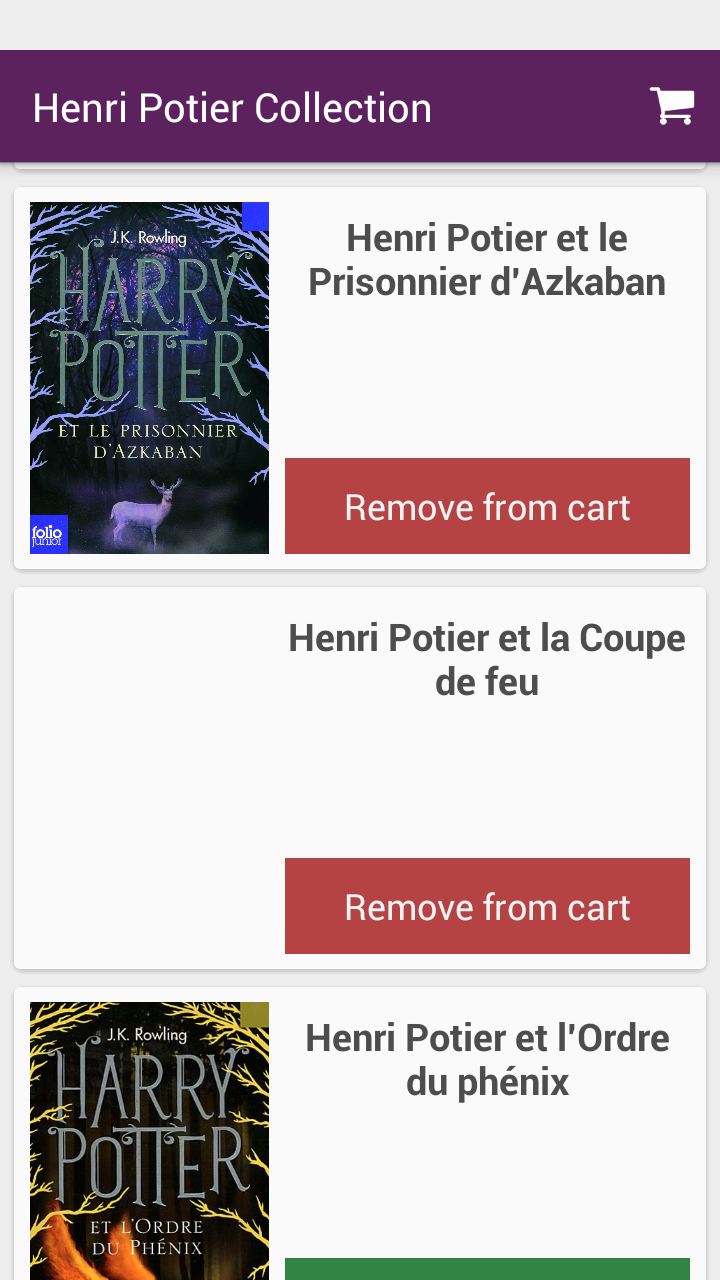 Henri Potier Collection
J.K. Rowling
HARRY
POTTER
ET LE PRISONNIER
D'AZKABAN
folio
junior
Henri Potier et le
Prisonnier d'Azkaban
Remove from cart
Henri Potier et la Coupe
de feu
Remove from cart
J.K. Rowling
HARRY
POTTER
ET L'ORDRE
DU PHÉNIX
Henri Potier et l'Ordre
du phénix